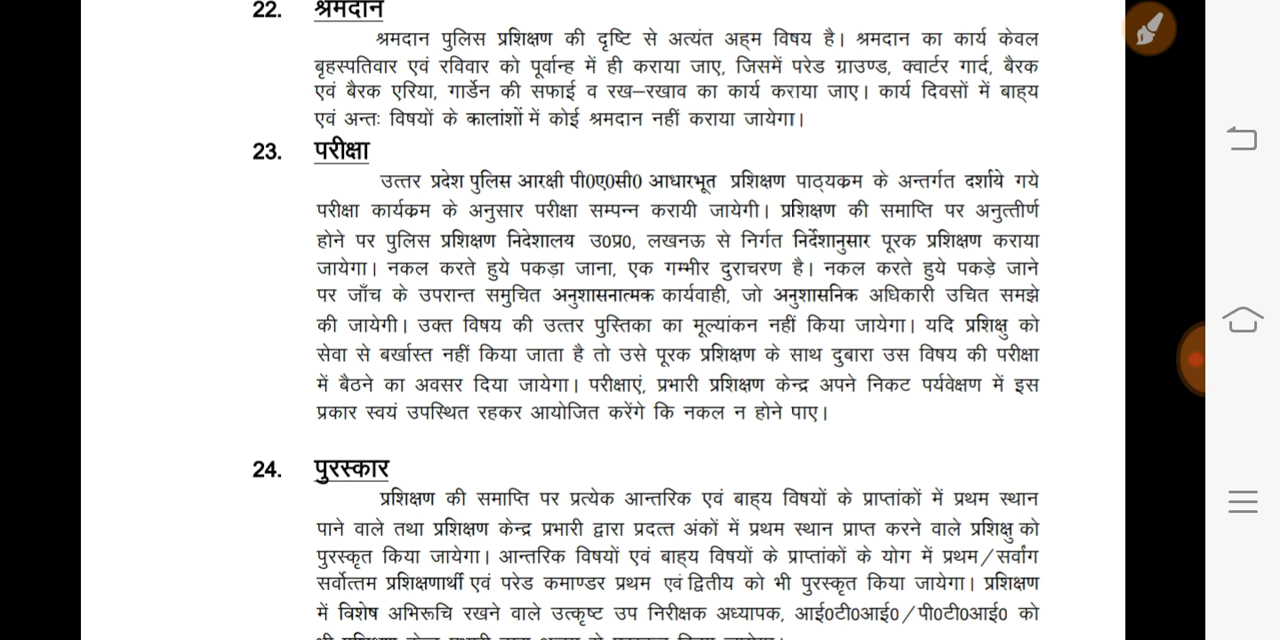 22. श्रमदान
श्रमदान पुलिस प्रशिक्षण की दृष्टि से अत्यंत अहम विषय है। श्रमदान का कार्य केवल
बृहस्पतिवार एवं रविवार को पूर्वान्ह में ही कराया जाए, जिसमें परेड ग्राउण्ड, क्वार्टर गार्द, बैरक
एवं बैरक एरिया, गार्डेन की सफाई व रख–रखाव का कार्य कराया जाए। कार्य दिवसों में बाह्य
एवं अन्तः विषयों के कालांशों में कोई श्रमदान नहीं कराया जायेगा।
23. परीक्षा
उत्तर प्रदेश पुलिस आरक्षी पी0ए0सी0 आधारभूत प्रशिक्षण पाठ्यक्रम के अन्तर्गत दर्शाये गये
परीक्षा कार्यक्रम के अनुसार परीक्षा सम्पन्न करायी जायेगी। प्रशिक्षण की समाप्ति पर अनुत्तीर्ण
होने पर पुलिस प्रशिक्षण निदेशालय उ0प्र0, लखनऊ से निर्गत निर्देशानुसार पूरक प्रशिक्षण कराया
जायेगा। नकल करते हुये पकड़ा जाना, एक गम्भीर दुराचरण है। नकल करते हुये पकड़े जाने
पर जाँच के उपरान्त समुचित अनुशासनात्मक कार्यवाही, जो अनुशासनिक अधिकारी उचित समझे
की जायेगी। उक्त विषय की उत्तर पुस्तिका का मूल्यांकन नहीं किया जायेगा। यदि प्रशिक्षु को
सेवा से बर्खास्त नहीं किया जाता है तो उसे पूरक प्रशिक्षण के साथ दुबारा उस विषय की परीक्षा
में बैठने का अवसर दिया जायेगा। परीक्षाएं, प्रभारी प्रशिक्षण केन्द्र अपने निकट पर्यवेक्षण में इस
प्रकार स्वयं उपस्थित रहकर आयोजित करेंगे कि नकल न होने पाए।
24. पुरस्कार
प्रशिक्षण की समाप्ति पर प्रत्येक आन्तरिक एवं बाह्य विषयों के प्राप्तांकों में प्रथम स्थान
पाने वाले तथा प्रशिक्षण केन्द्र प्रभारी द्वारा प्रदत्त अंकों में प्रथम स्थान प्राप्त करने वाले प्रशिक्षु को
पुरस्कृत किया जायेगा। आन्तरिक विषयों एवं बाह्य विषयों के प्राप्तांकों के योग में प्रथम/सर्वांग
सर्वोत्तम प्रशिक्षणार्थी एवं परेड कमाण्डर प्रथम एवं द्वितीय को भी पुरस्कृत किया जायेगा। प्रशिक्षण
में विशेष अभिरूचि रखने वाले उत्कृष्ट उप निरीक्षक अध्यापक, आई0टी0आई0/पी0टी0आई0 को